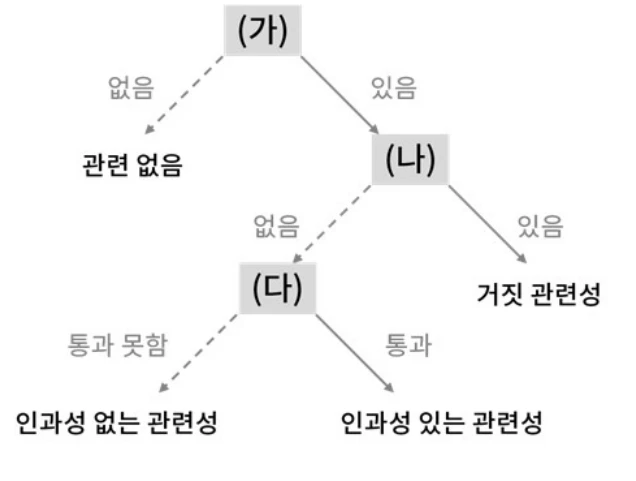 (가)
없음
있음
관련 없음
(나)
없음
있음
(다)
거짓 관련성
통과 못함
통과
인과성 없는 관련성
인과성 있는 관련성